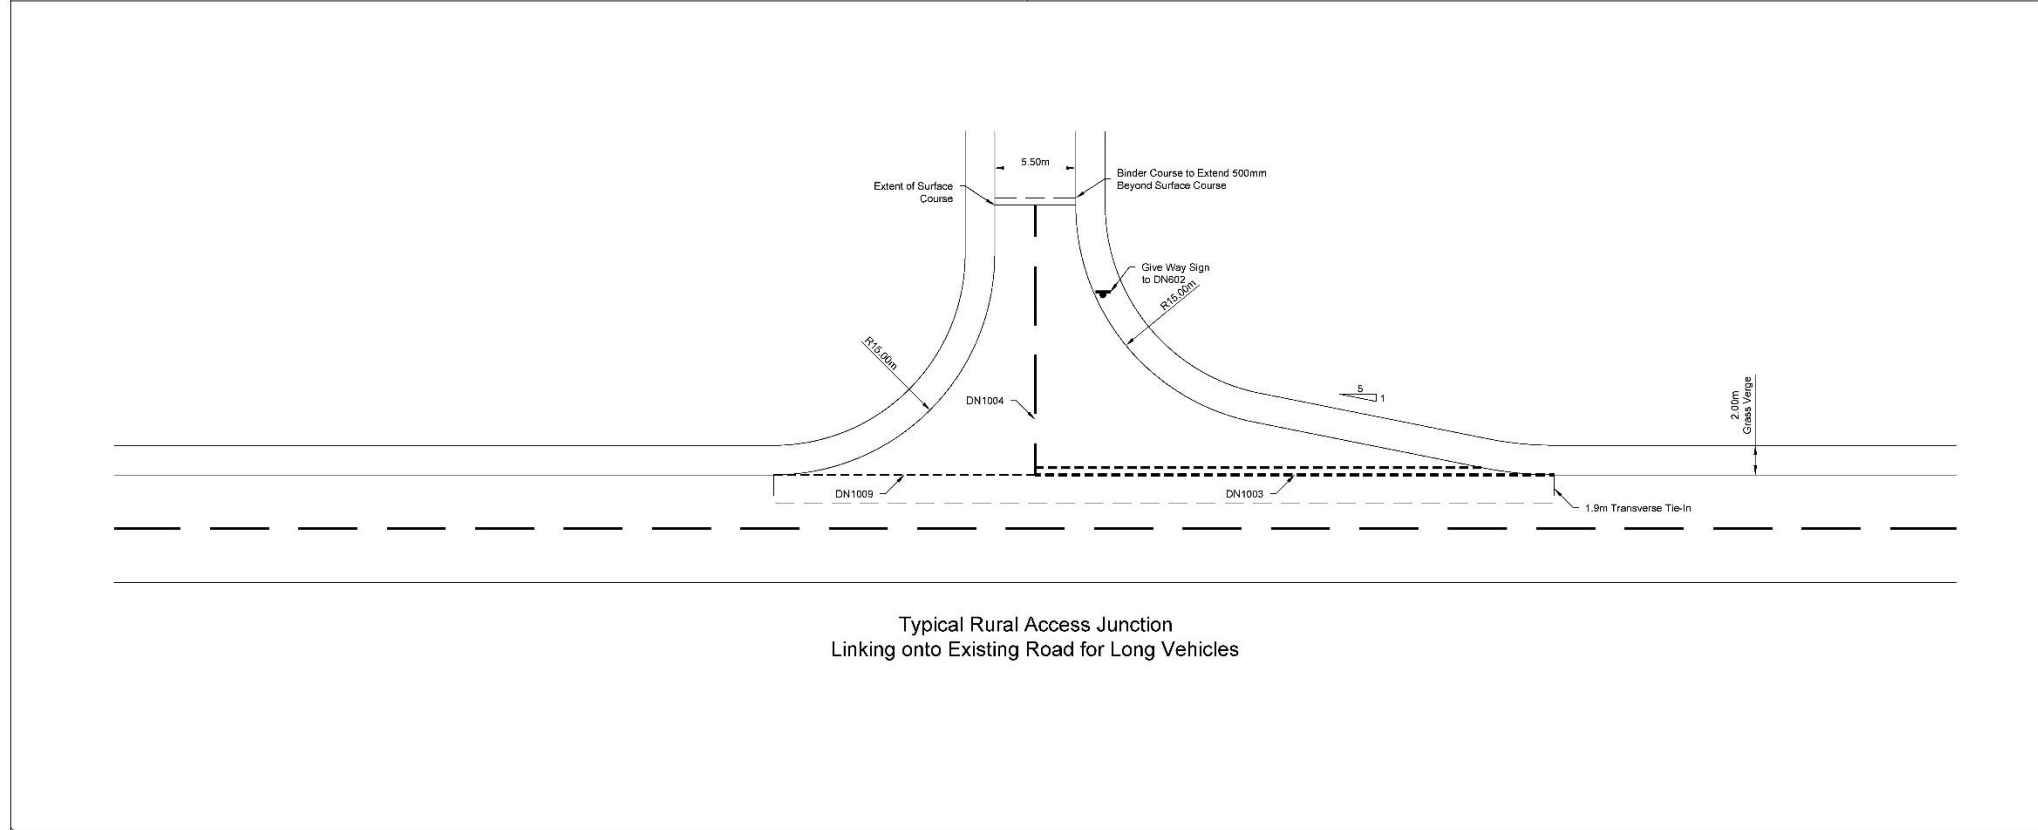 5.50m
Extent of Surface
Course
Binder Course to Extend 500mm
Beyond Surface Course
Give Way Sign
to DN602
R15.00m
R15.00m
DN1004
5
1
2.00m
Grass Verge
DN1009
DN1003
1.9m Transverse Tie-In
Typical Rural Access Junction
Linking onto Existing Road for Long Vehicles